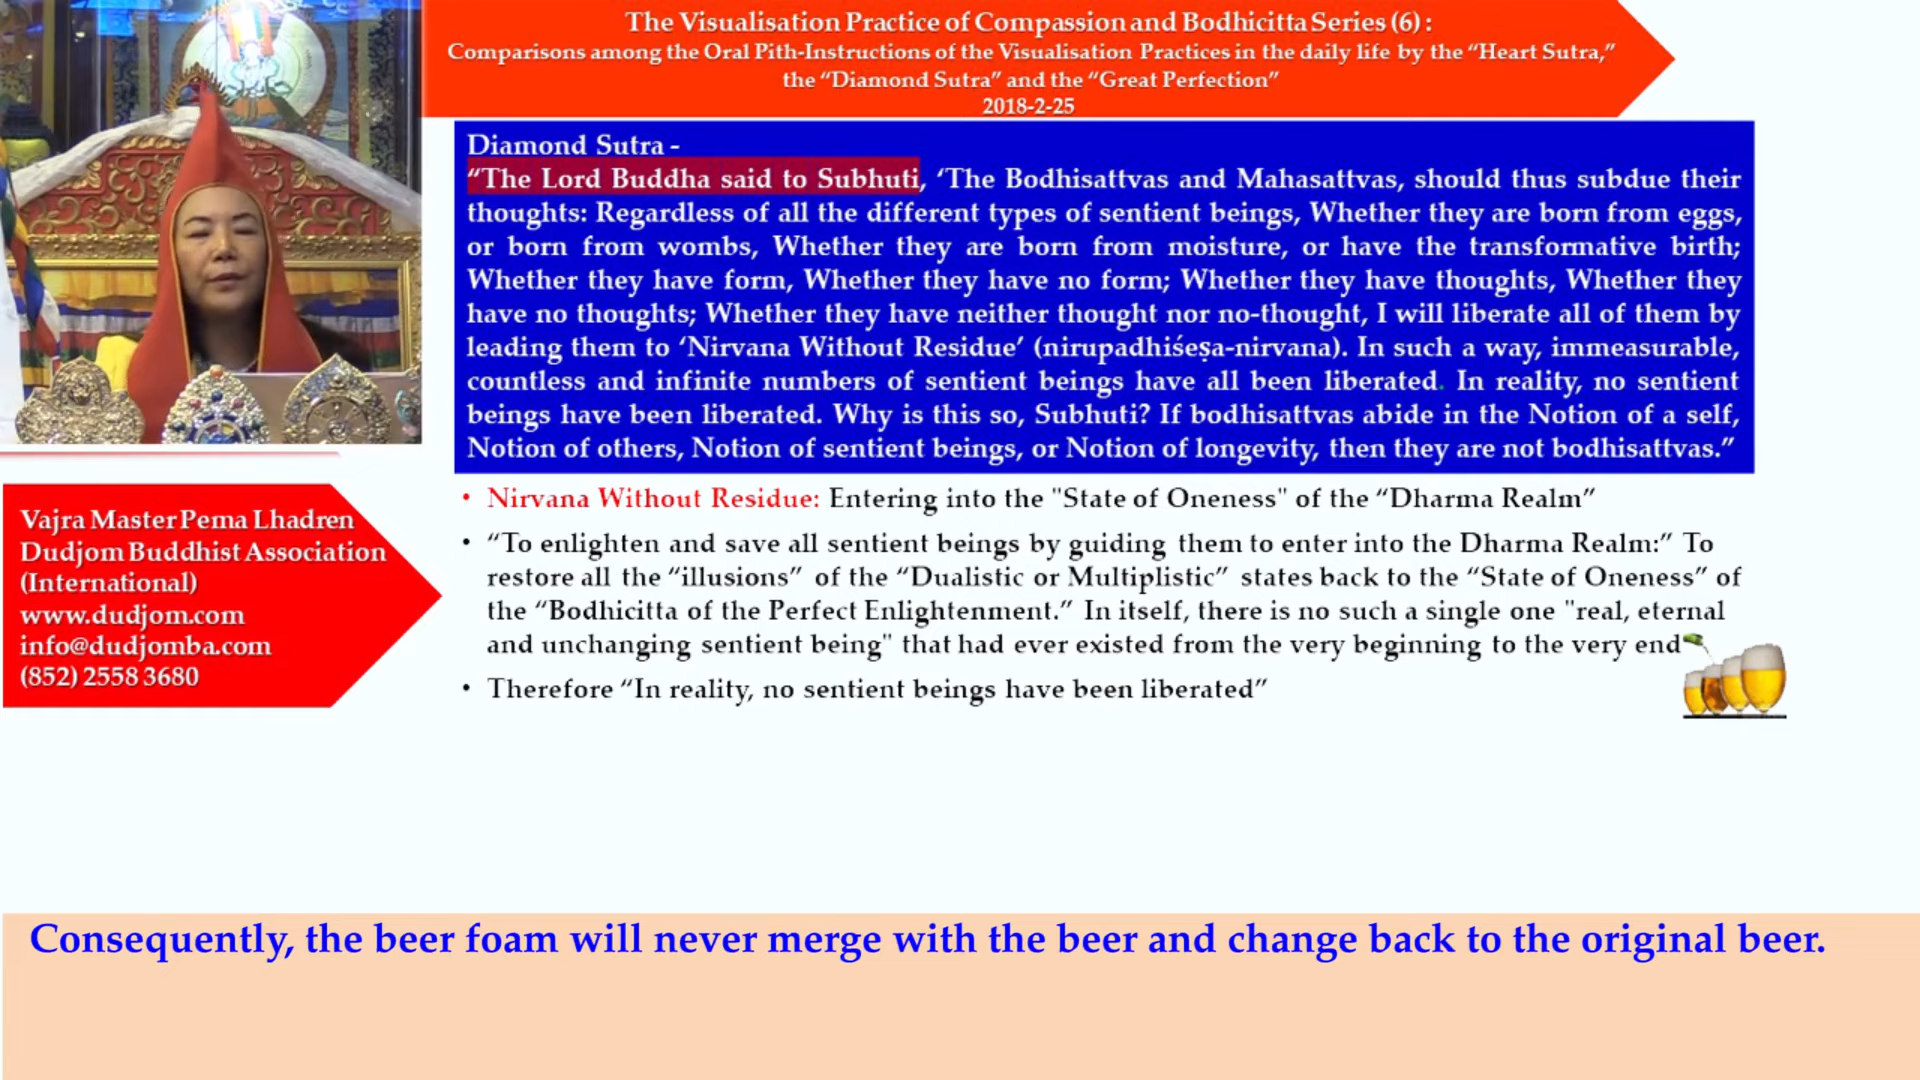 The Visualisation Practice of Compassion and Bodhicitta Series (6) :
Comparisons among the Oral Pith-Instructions of the Visualisation Practices in the daily life by the “Heart Sutra,”
the “Diamond Sutra” and the “Great Perfection”
2018-2-25
Diamond Sutra -
“The Lord Buddha said to Subhuti, ‘The Bodhisattvas and Mahasattvas, should thus subdue their
thoughts: Regardless of all the different types of sentient beings, Whether they are born from eggs,
or born from wombs, Whether they are born from moisture, or have the transformative birth;
Whether they have form, Whether they have no form; Whether they have thoughts, Whether they
have no thoughts; Whether they have neither thought nor no-thought, I will liberate all of them by
leading them to ‘Nirvana Without Residue’ (nirupadhiśeṣa-nirvana). In such a way, immeasurable,
countless and infinite numbers of sentient beings have all been liberated. In reality, no sentient
beings have been liberated. Why is this so, Subhuti? If bodhisattvas abide in the Notion of a self,
Notion of others, Notion of sentient beings, or Notion of longevity, then they are not bodhisattvas.”
• Nirvana Without Residue: Entering into the "State of Oneness" of the “Dharma Realm”
• “To enlighten and save all sentient beings by guiding them to enter into the Dharma Realm:” To
restore all the “illusions” of the “Dualistic or Multiplistic” states back to the “State of Oneness” of
the “Bodhicitta of the Perfect Enlightenment.” In itself, there is no such a single one "real, eternal
and unchanging sentient being" that had ever existed from the very beginning to the very end
• Therefore “In reality, no sentient beings have been liberated”
Vajra Master Pema Lhadren
Dudjom Buddhist Association
(International)
www.dudjom.com
info@dudjomba.com
(852) 2558 3680
Consequently, the beer foam will never merge with the beer and change back to the original beer.